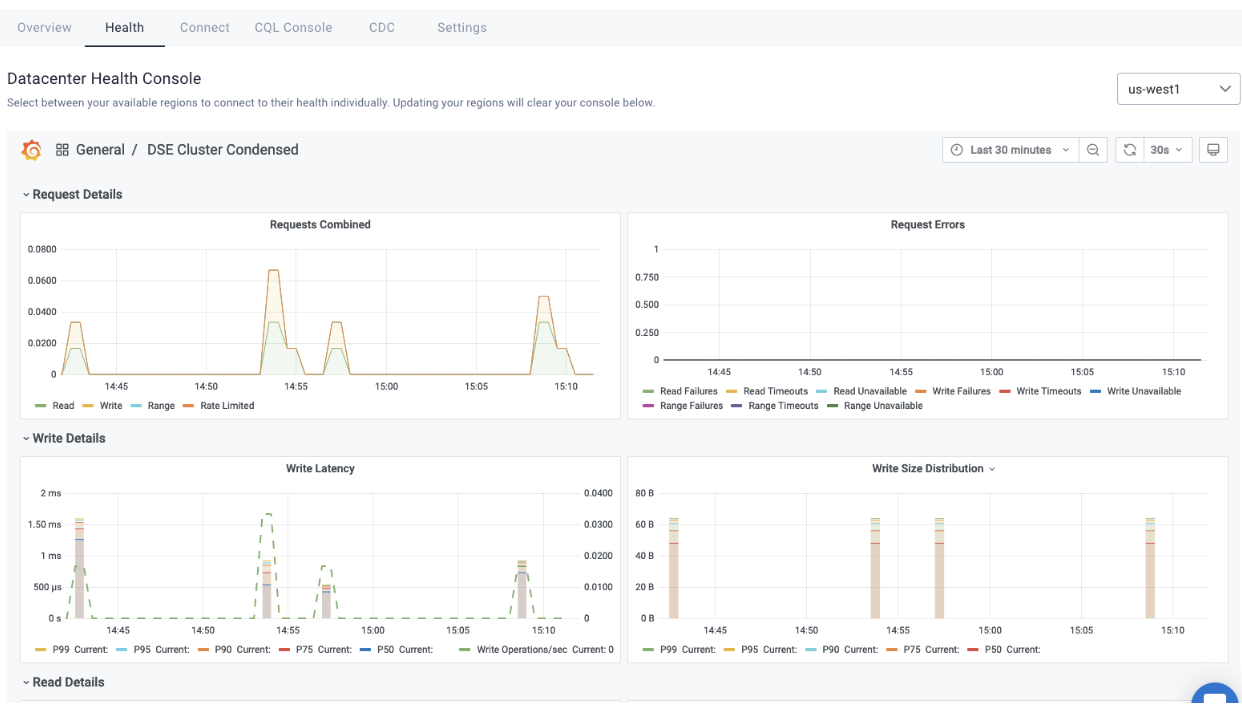 Overview Health Connect CQL Console CDC Settings
Datacenter Health Console
Select between your available regions to connect to their health individually. Updating your regions will clear your console below.
us-west1
General / DSE Cluster Condensed
Last 30 minutes
30s
Request Details
Requests Combined
0.0800
0.0600
0.0400
0.0200
0
14:45 14:50 14:55 15:00 15:05 15:10
Read Write Range Rate Limited
Request Errors
1
0.750
0.500
0.250
0
14:45 14:50 14:55 15:00 15:05 15:10
Read Failures Read Timeouts Read Unavailable Write Failures Write Timeouts Write Unavailable
Range Failures Range Timeouts Range Unavailable
Write Details
Write Latency
2 ms 0.0400
1.50 ms 0.0300
1 ms 0.0200
500 µs 0.0100
0 s 0
14:45 14:50 14:55 15:00 15:05 15:10
P99 Current: P95 Current: P90 Current: P75 Current: P50 Current: Write Operations/sec Current: 0
Write Size Distribution
80 B
60 B
40 B
20 B
0 B
14:45 14:50 14:55 15:00 15:05 15:10
P99 Current: P95 Current: P90 Current: P75 Current: P50 Current:
Read Details